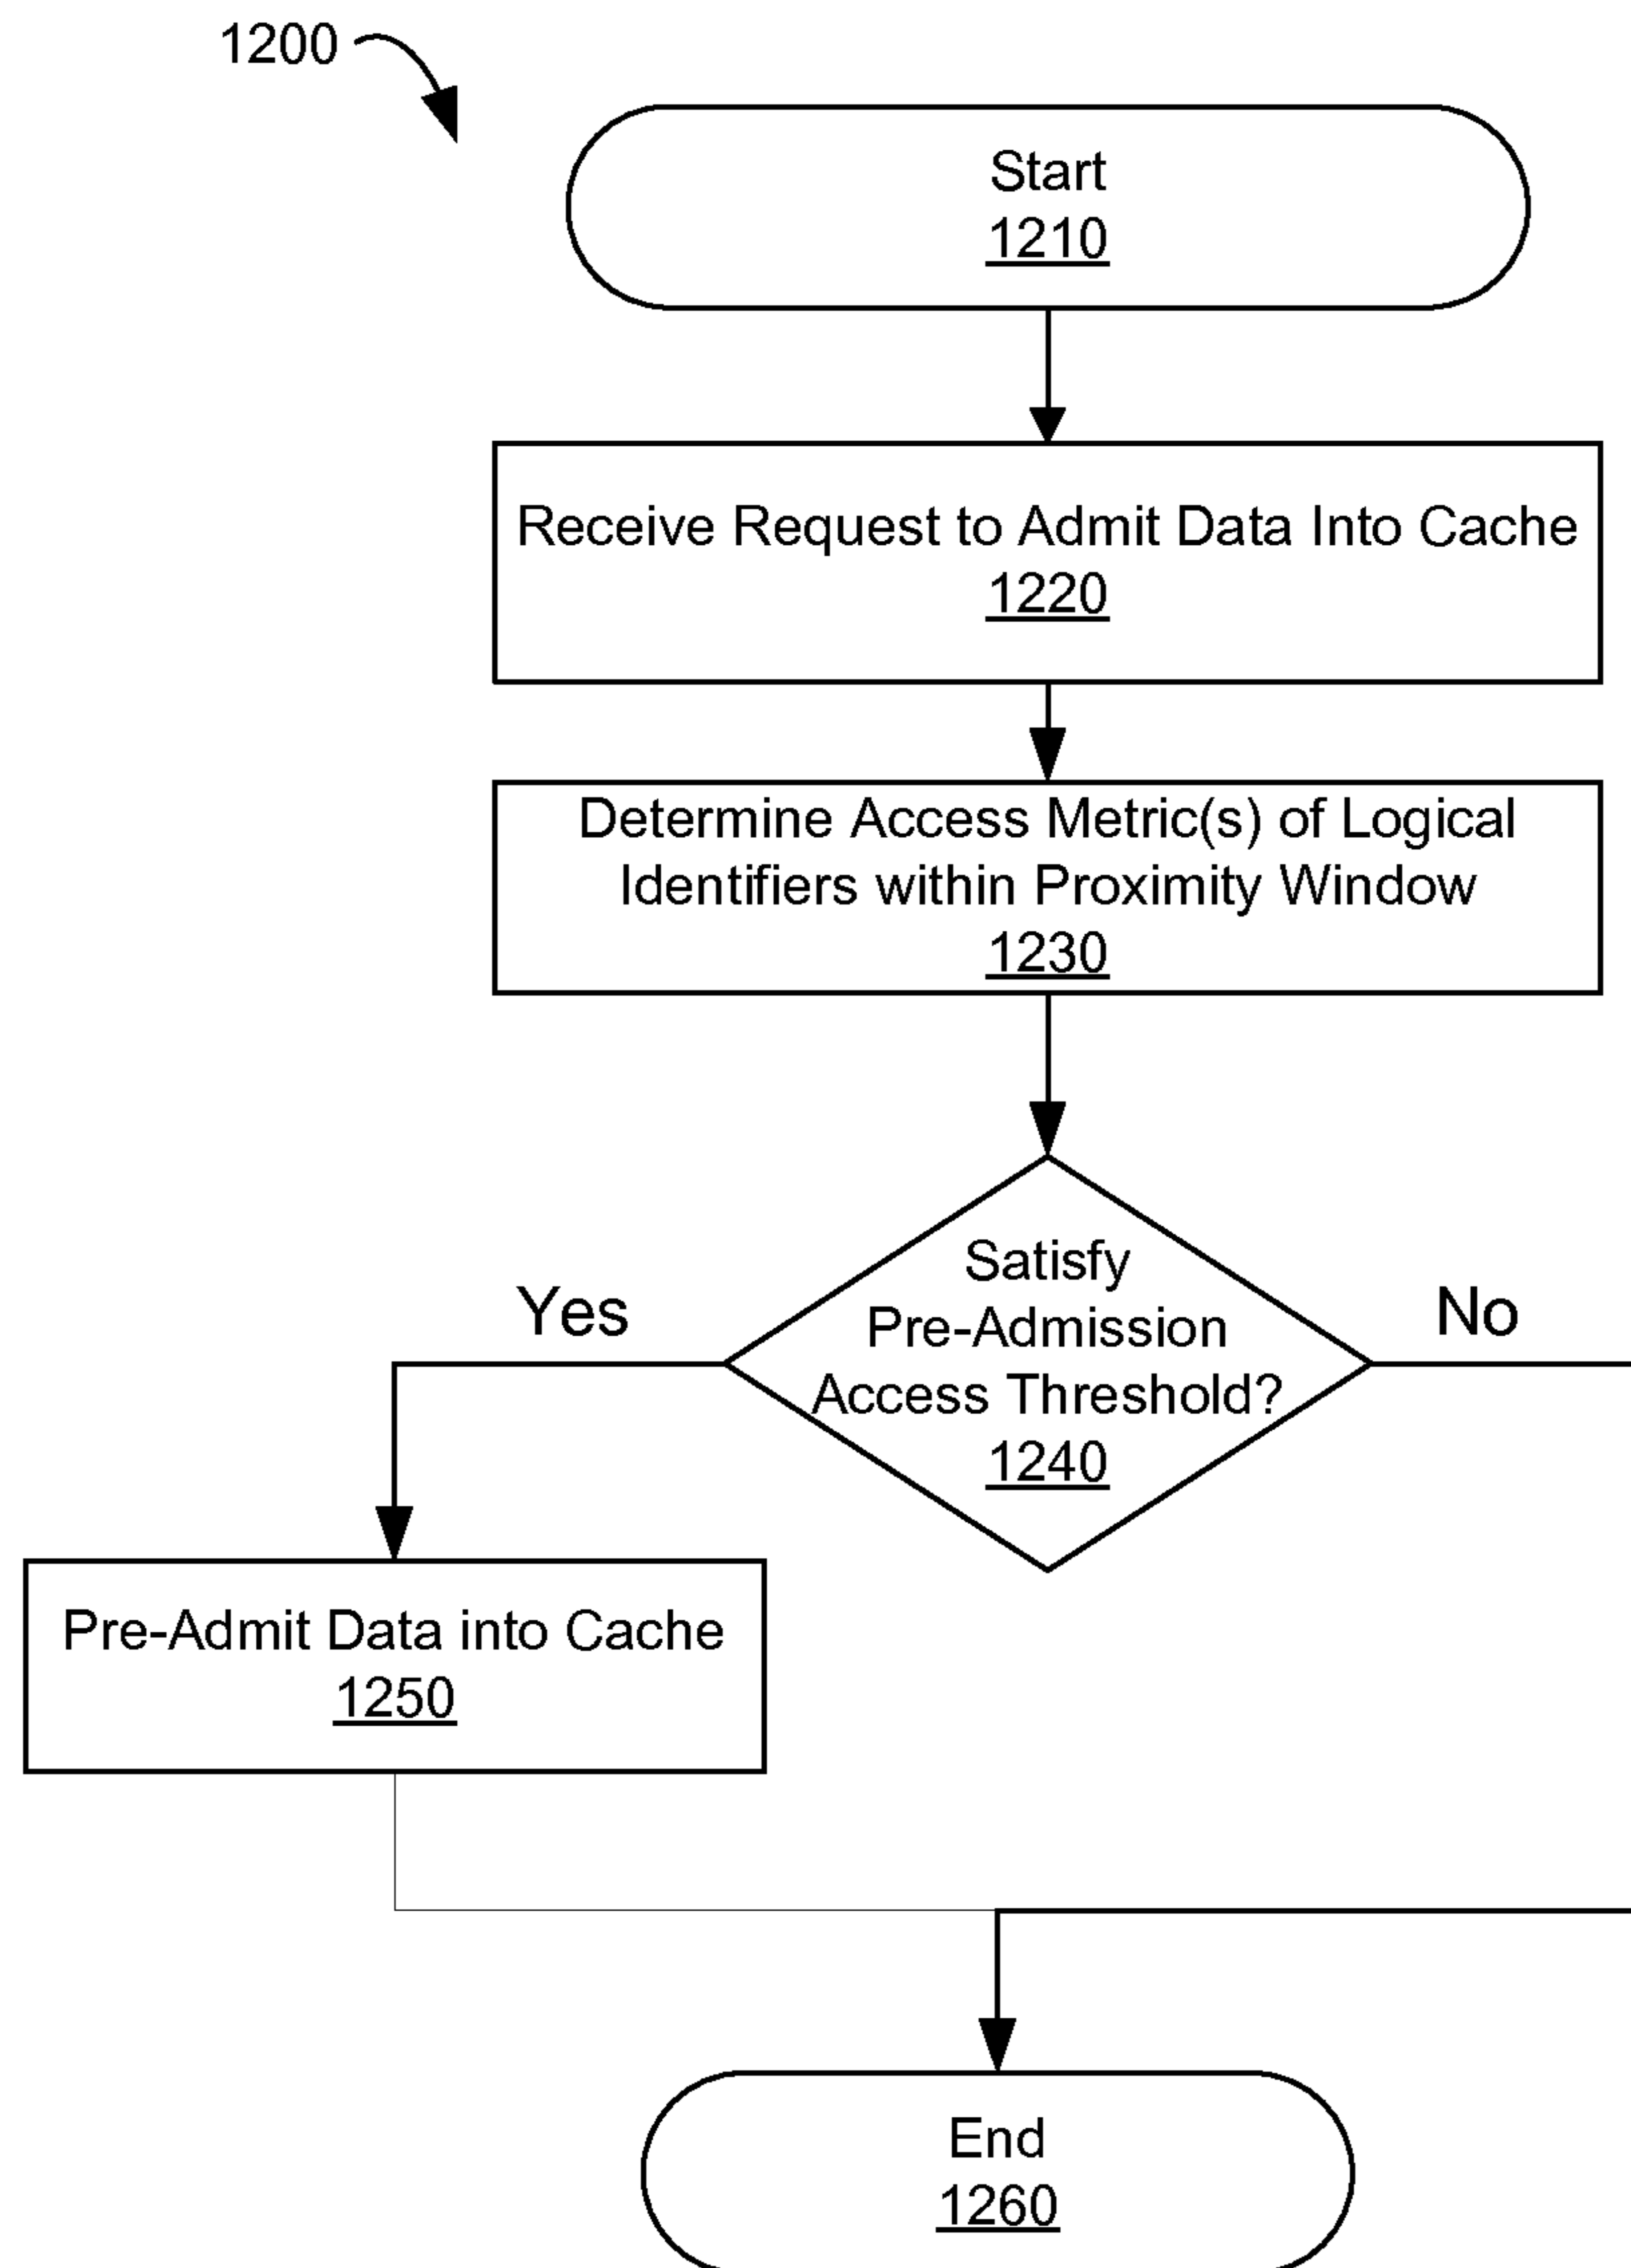 1200
Start
1210
Receive Request to Admit Data Into Cache
1220
Determine Access Metric(s) of Logical
Identifiers within Proximity Window
1230
Satisfy
Pre-Admission
Access Threshold?
1240
Yes
No
Pre-Admit Data into Cache
1250
End
1260